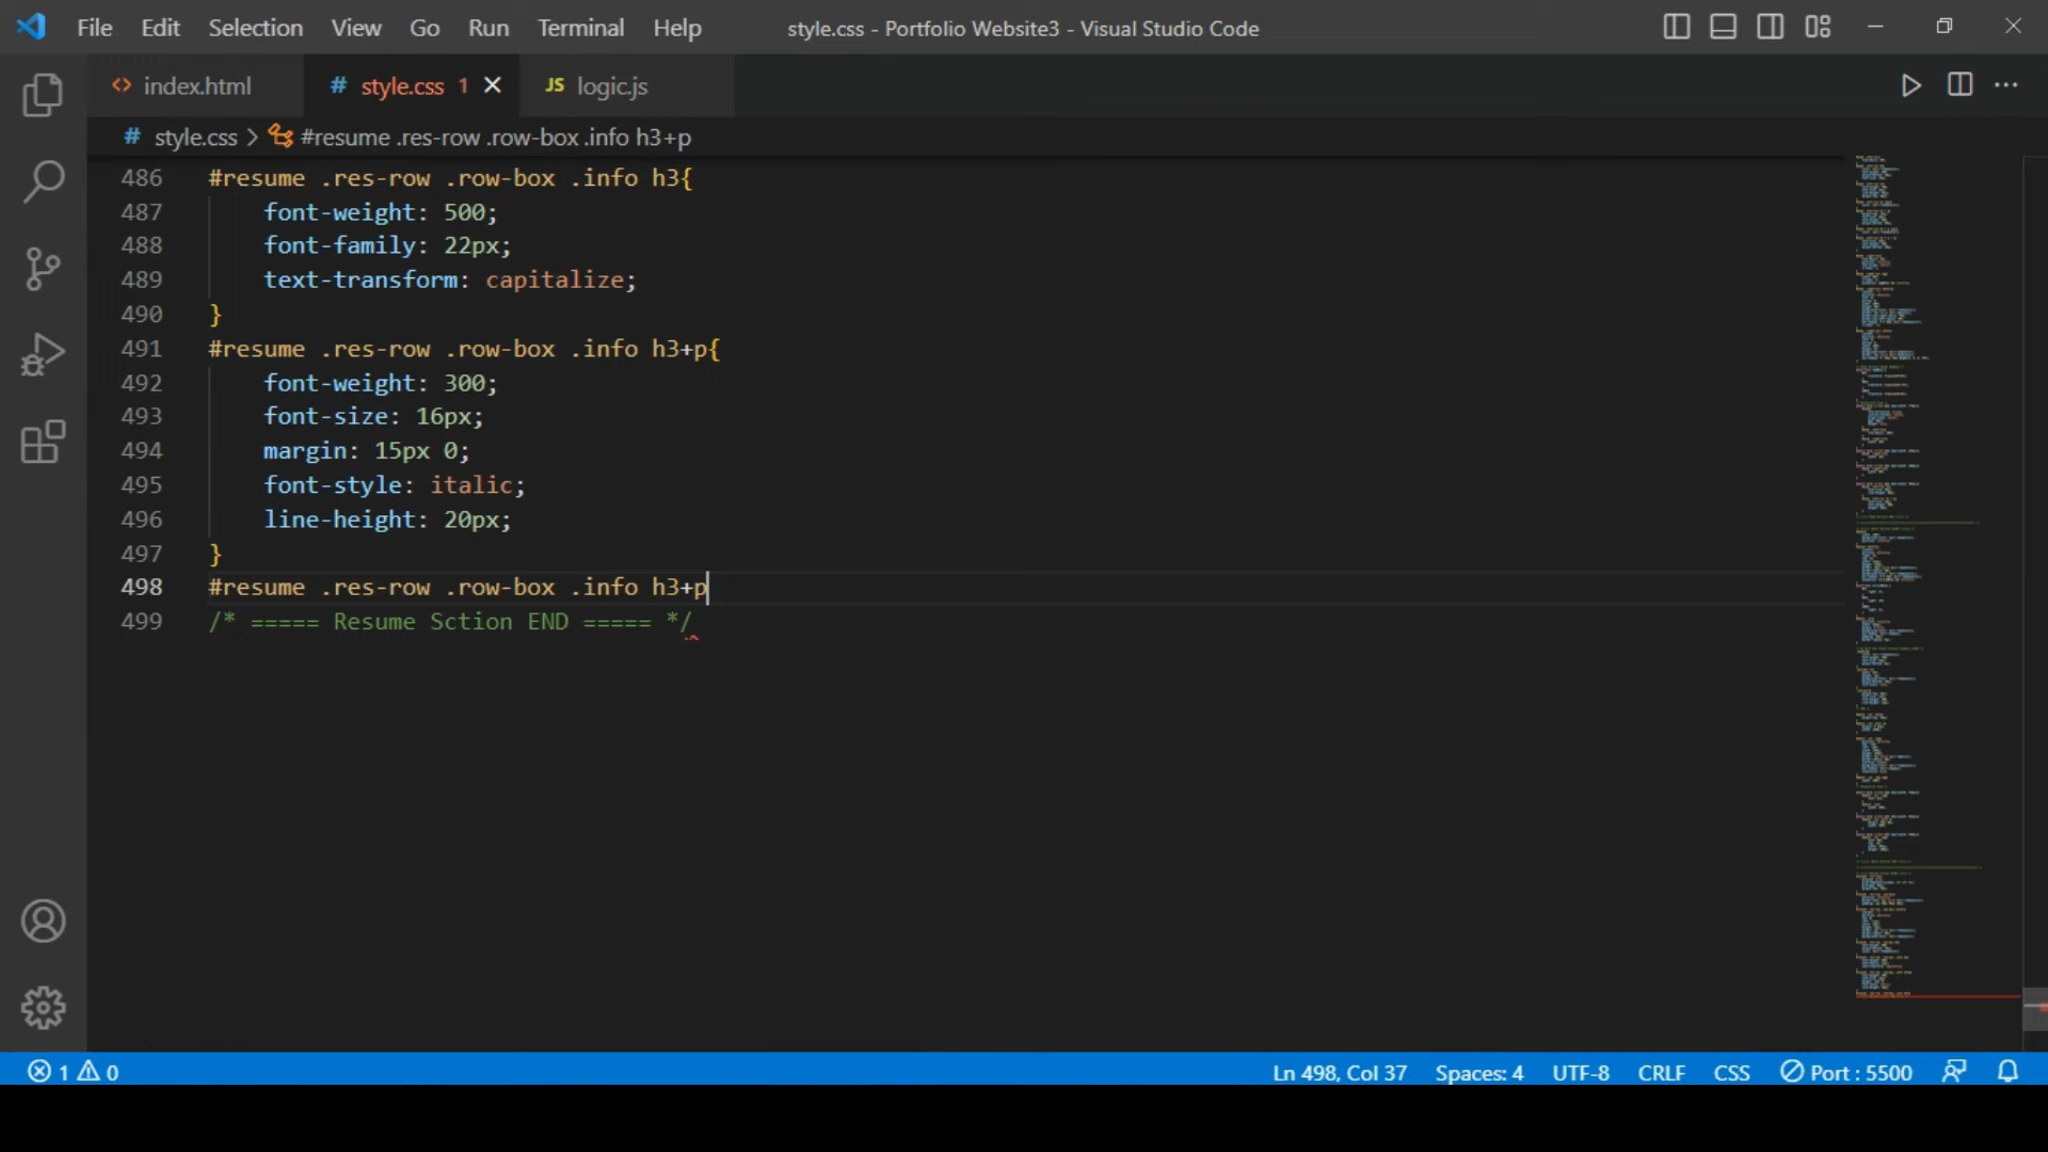 File Edit Selection View Go Run Terminal Help style.css - Portfolio Website3 - Visual Studio Code
index.html # style.css 1 JS logic.js
# style.css > #resume .res-row .row-box .info h3+p
486 #resume .res-row .row-box .info h3{
487 font-weight: 500;
488 font-family: 22px;
489 text-transform: capitalize;
490 }
491 #resume .res-row .row-box .info h3+p{
492 font-weight: 300;
493 font-size: 16px;
494 margin: 15px 0;
495 font-style: italic;
496 line-height: 20px;
497 }
498 #resume .res-row .row-box .info h3+p
499 /* ===== Resume Sction END ===== */
1 0 Ln 498, Col 37 Spaces: 4 UTF-8 CRLF CSS Port : 5500